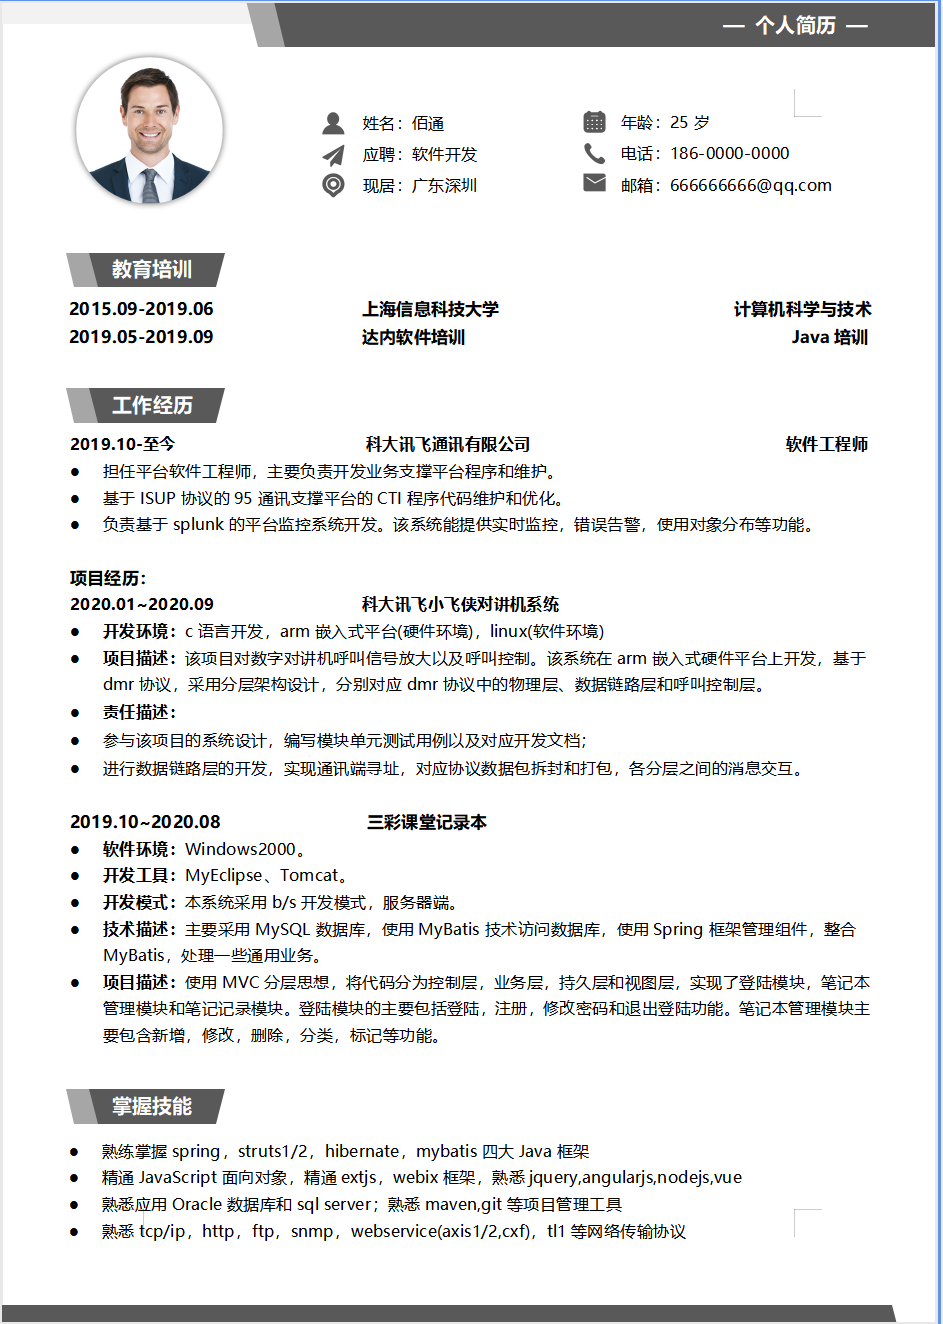 — 个人简历 —
姓名：佰通
年龄：25 岁
应聘：软件开发
电话：186-0000-0000
现居：广东深圳
邮箱：666666666@qq.com
教育培训
2015.09-2019.06 上海信息科技大学 计算机科学与技术
2019.05-2019.09 达内软件培训 Java 培训
工作经历
2019.10-至今 科大讯飞通讯有限公司 软件工程师
● 担任平台软件工程师，主要负责开发业务支撑平台程序和维护。
● 基于 ISUP 协议的 95 通讯支撑平台的 CTI 程序代码维护和优化。
● 负责基于 splunk 的平台监控系统开发。该系统能提供实时监控，错误告警，使用对象分布等功能。
项目经历：
2020.01~2020.09 科大讯飞小飞侠对讲机系统
● 开发环境：c 语言开发，arm 嵌入式平台(硬件环境)，linux(软件环境)
● 项目描述：该项目对数字对讲机呼叫信号放大以及呼叫控制。该系统在 arm 嵌入式硬件平台上开发，基于
dmr 协议，采用分层架构设计，分别对应 dmr 协议中的物理层、数据链路层和呼叫控制层。
● 责任描述：
● 参与该项目的系统设计，编写模块单元测试用例以及对应开发文档；
● 进行数据链路层的开发，实现通讯端寻址，对应协议数据包拆封和打包，各分层之间的消息交互。
2019.10~2020.08 三彩课堂记录本
● 软件环境：Windows2000。
● 开发工具：MyEclipse、Tomcat。
● 开发模式：本系统采用 b/s 开发模式，服务器端。
● 技术描述：主要采用 MySQL 数据库，使用 MyBatis 技术访问数据库，使用 Spring 框架管理组件，整合
MyBatis，处理一些通用业务。
● 项目描述：使用 MVC 分层思想，将代码分为控制层，业务层，持久层和视图层，实现了登陆模块，笔记本
管理模块和笔记记录模块。登陆模块的主要包括登陆，注册，修改密码和退出登陆功能。笔记本管理模块主
要包含新增，修改，删除，分类，标记等功能。
掌握技能
● 熟练掌握 spring，struts1/2，hibernate，mybatis 四大 Java 框架
● 精通 JavaScript 面向对象，精通 extjs，webix 框架，熟悉 jquery,angularjs,nodejs,vue
● 熟悉应用 Oracle 数据库和 sql server；熟悉 maven,git 等项目管理工具
● 熟悉 tcp/ip，http，ftp，snmp，webservice(axis1/2,cxf)，tl1 等网络传输协议